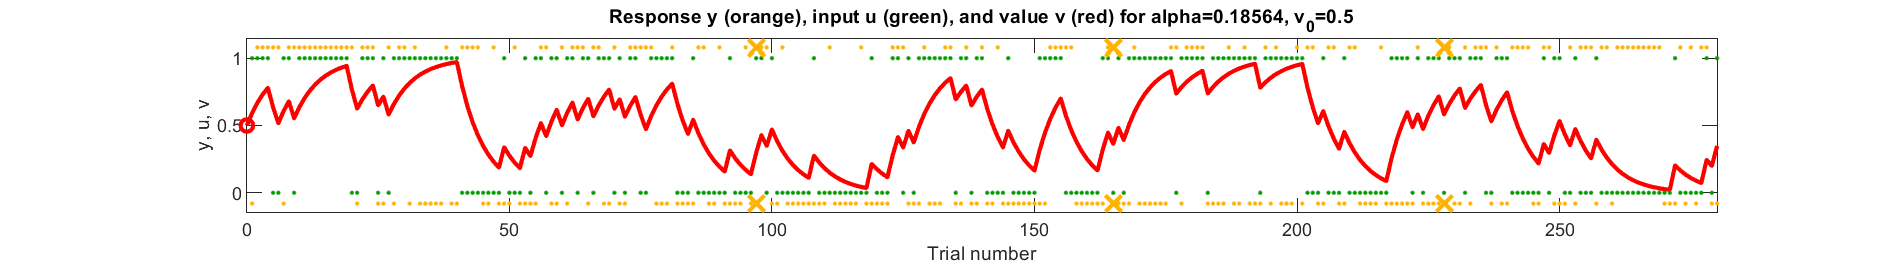 Response y (orange), input u (green), and value v (red) for alpha=0.18564, v0=0.5
y, u, v
1
0.5
0
0 50 100 150 200 250
Trial number